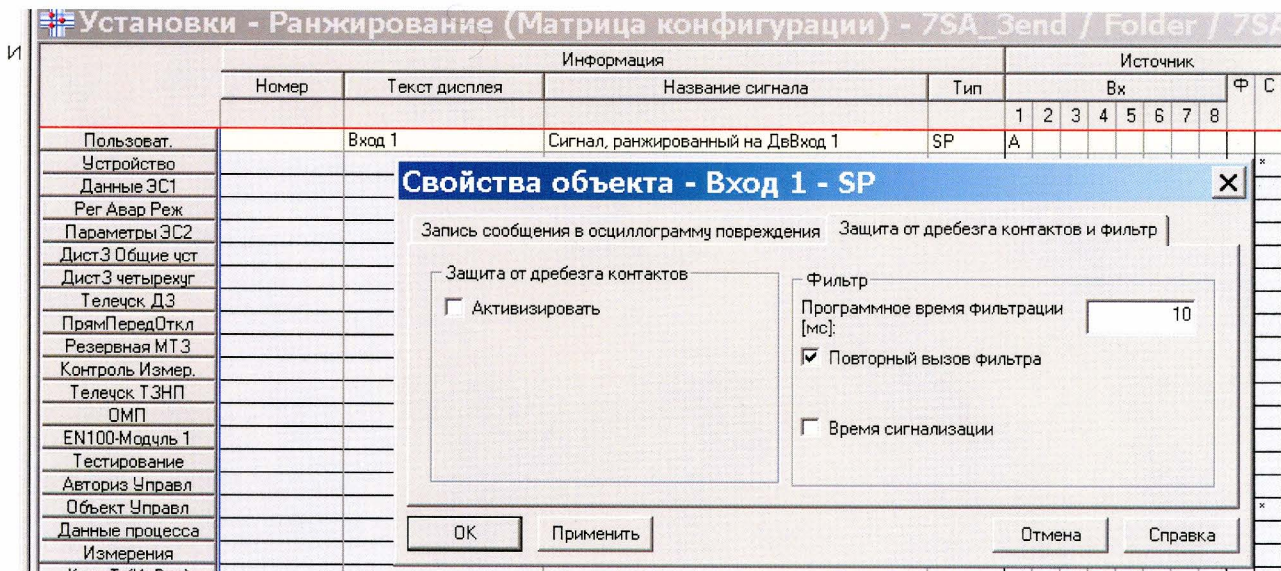 Установки - Ранжирование (Матрица конфигурации) - 7SA_3end / Folder / 7SA
и
Информация Источник
Номер Текст дисплея Название сигнала Тип Вх Ф С
1 2 3 4 5 6 7 8
Пользоват. Вход 1 Сигнал, ранжированный на ДвВход 1 SP А
Устройство *
Данные ЭС1
Рег Авар Реж
Параметры ЭС2
ДистЗ Общие уст
ДистЗ четырехуг
Телеуск ДЗ
ПрямПередОткл
Резервная МТЗ
Контроль Измер.
Телеуск ТЗНП
ОМП
EN100-Модуль 1
Тестирование
Авториз Управл
Объект Управл *
Данные процесса
Измерения
Свойства объекта - Вход 1 - SP
Запись сообщения в осциллограмму повреждения Защита от дребезга контактов и фильтр
Защита от дребезга контактов
Активизировать
Фильтр
Программное время фильтрации [мс]: 10
Повторный вызов фильтра
Время сигнализации
OK Применить Отмена Справка